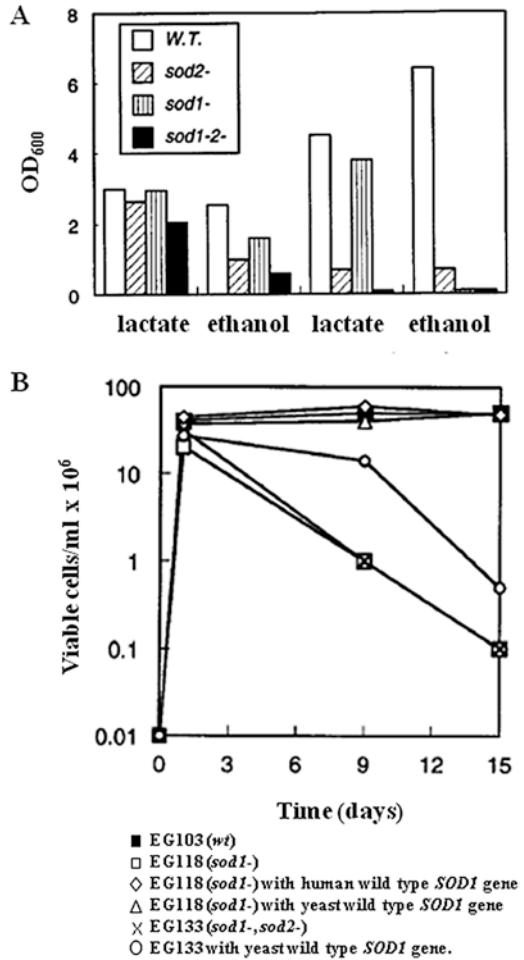 A
8
6
4
2
0
OD600
W.T.
sod2-
sod1-
sod1-2-
lactate ethanol lactate ethanol
B
100
10
1
0.1
0.01
Viable cells/ml x 10⁶
0 3 6 9 12 15
Time (days)
■ EG103 (wt)
□ EG118 (sod1-)
◇ EG118 (sod1-) with human wild type SOD1 gene
△ EG118 (sod1-) with yeast wild type SOD1 gene
X EG133 (sod1-, sod2-)
○ EG133 with yeast wild type SOD1 gene.